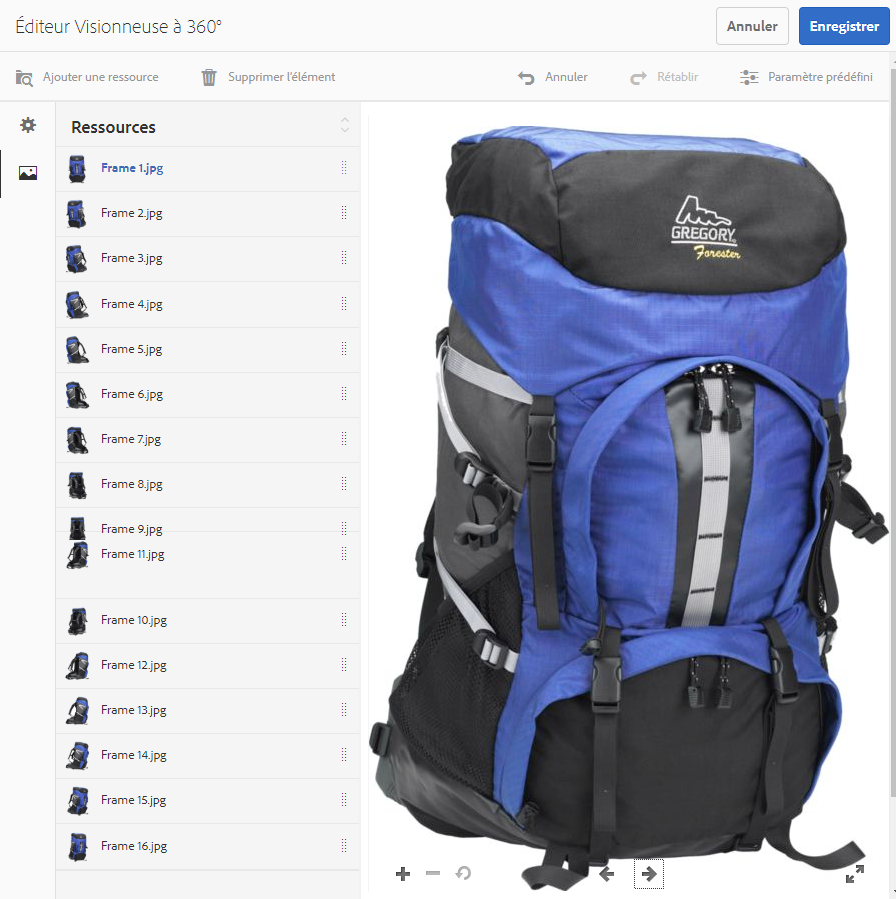 Éditeur Visionneuse à 360°
Annuler
Enregistrer
Ajouter une ressource
Supprimer l'élément
Annuler
Rétablir
Paramètre prédéfini
Ressources
Frame 1.jpg
Frame 2.jpg
Frame 3.jpg
Frame 4.jpg
Frame 5.jpg
Frame 6.jpg
Frame 7.jpg
Frame 8.jpg
Frame 9.jpg
Frame 11.jpg
Frame 10.jpg
Frame 12.jpg
Frame 13.jpg
Frame 14.jpg
Frame 15.jpg
Frame 16.jpg
GREGORY
Forester